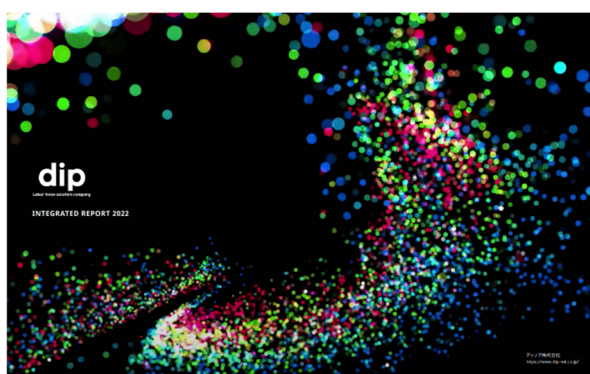 dip
Labor force solution company
INTEGRATED REPORT 2022
ディップ株式会社
https://www.dip-net.co.jp/